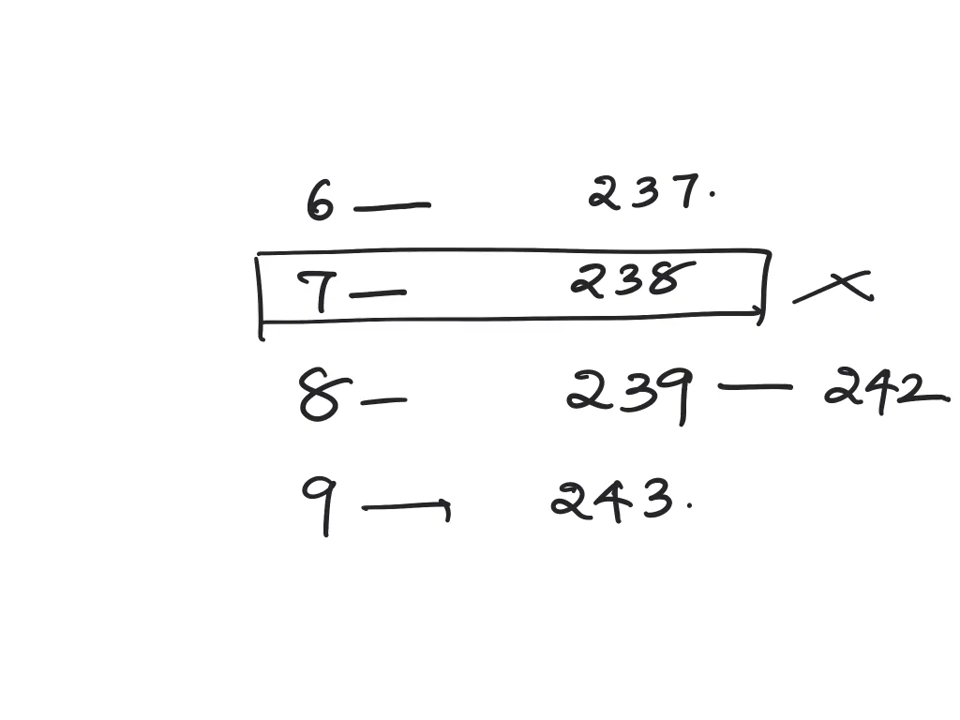 6 — 237.
7 — 238 ×
8 — 239 — 242
9 — 243.